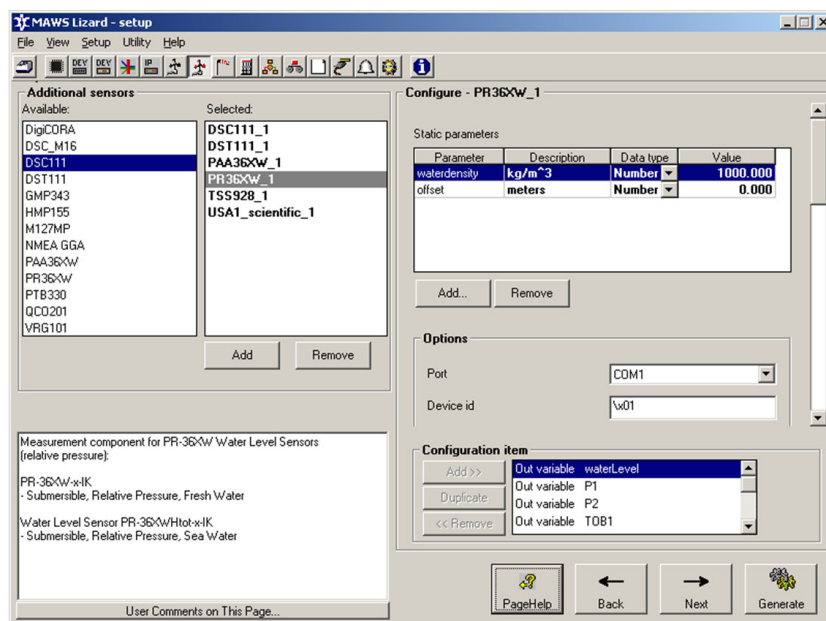 MAWS Lizard - setup
File View Setup Utility Help
DEV DEV IP
Additional sensors
Available:
Selected:
DigiCORA
DSC_M16
DSC111
DST111
GMP343
HMP155
M127MP
NMEA GGA
PAA36XW
PR36XW
PTB330
QCO201
VRG101
DSC111_1
DST111_1
PAA36XW_1
PR36XW_1
TSS928_1
USA1_scientific_1
Add Remove
Measurement component for PR-36XW Water Level Sensors
(relative pressure):
PR-36XW-x-IK
- Submersible, Relative Pressure, Fresh Water
Water Level Sensor PR-36XWHtot-x-IK
- Submersible, Relative Pressure, Sea Water
User Comments on This Page...
Configure - PR36XW_1
Static parameters
Parameter Description Data type Value
waterdensity kg/m^3 Number 1000.000
offset meters Number 0.000
Add... Remove
Options
Port COM1
Device id \x01
Configuration item
Add >>
Duplicate
<< Remove
Out variable waterLevel
Out variable P1
Out variable P2
Out variable TOB1
PageHelp Back Next Generate